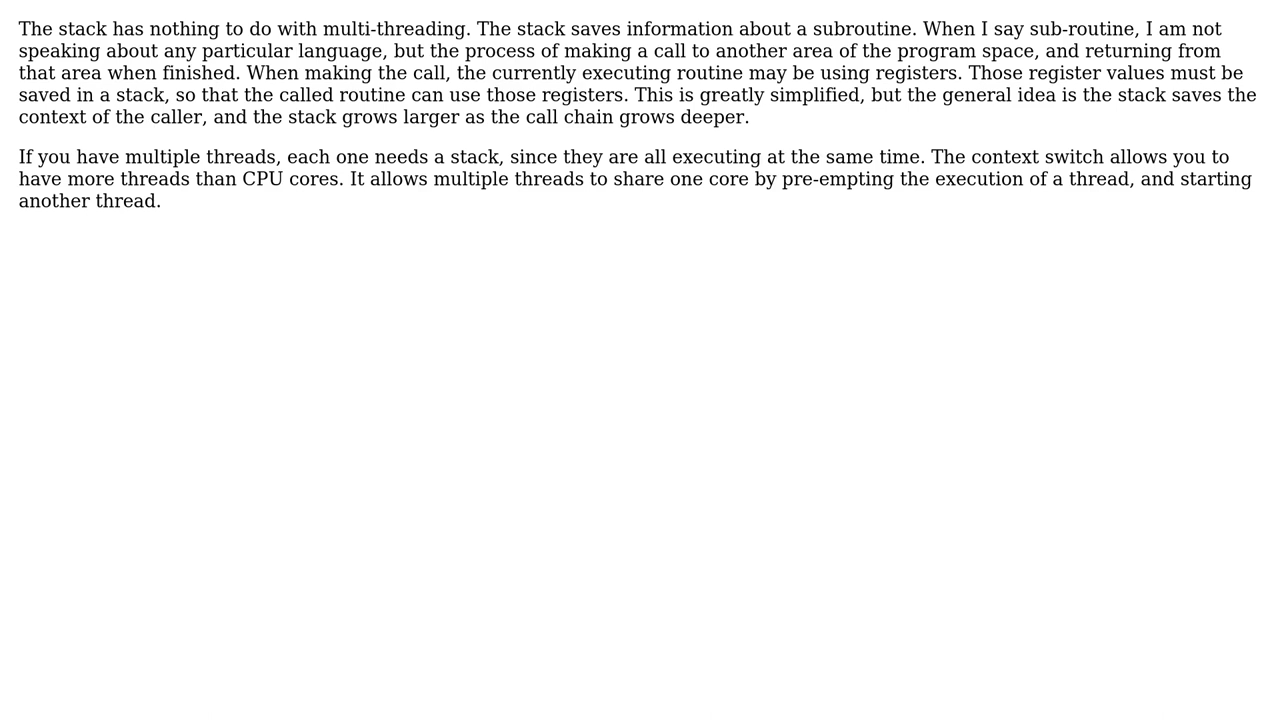 The stack has nothing to do with multi-threading. The stack saves information about a subroutine. When I say sub-routine, I am not
speaking about any particular language, but the process of making a call to another area of the program space, and returning from
that area when finished. When making the call, the currently executing routine may be using registers. Those register values must be
saved in a stack, so that the called routine can use those registers. This is greatly simplified, but the general idea is the stack saves the
context of the caller, and the stack grows larger as the call chain grows deeper.
If you have multiple threads, each one needs a stack, since they are all executing at the same time. The context switch allows you to
have more threads than CPU cores. It allows multiple threads to share one core by pre-empting the execution of a thread, and starting
another thread.